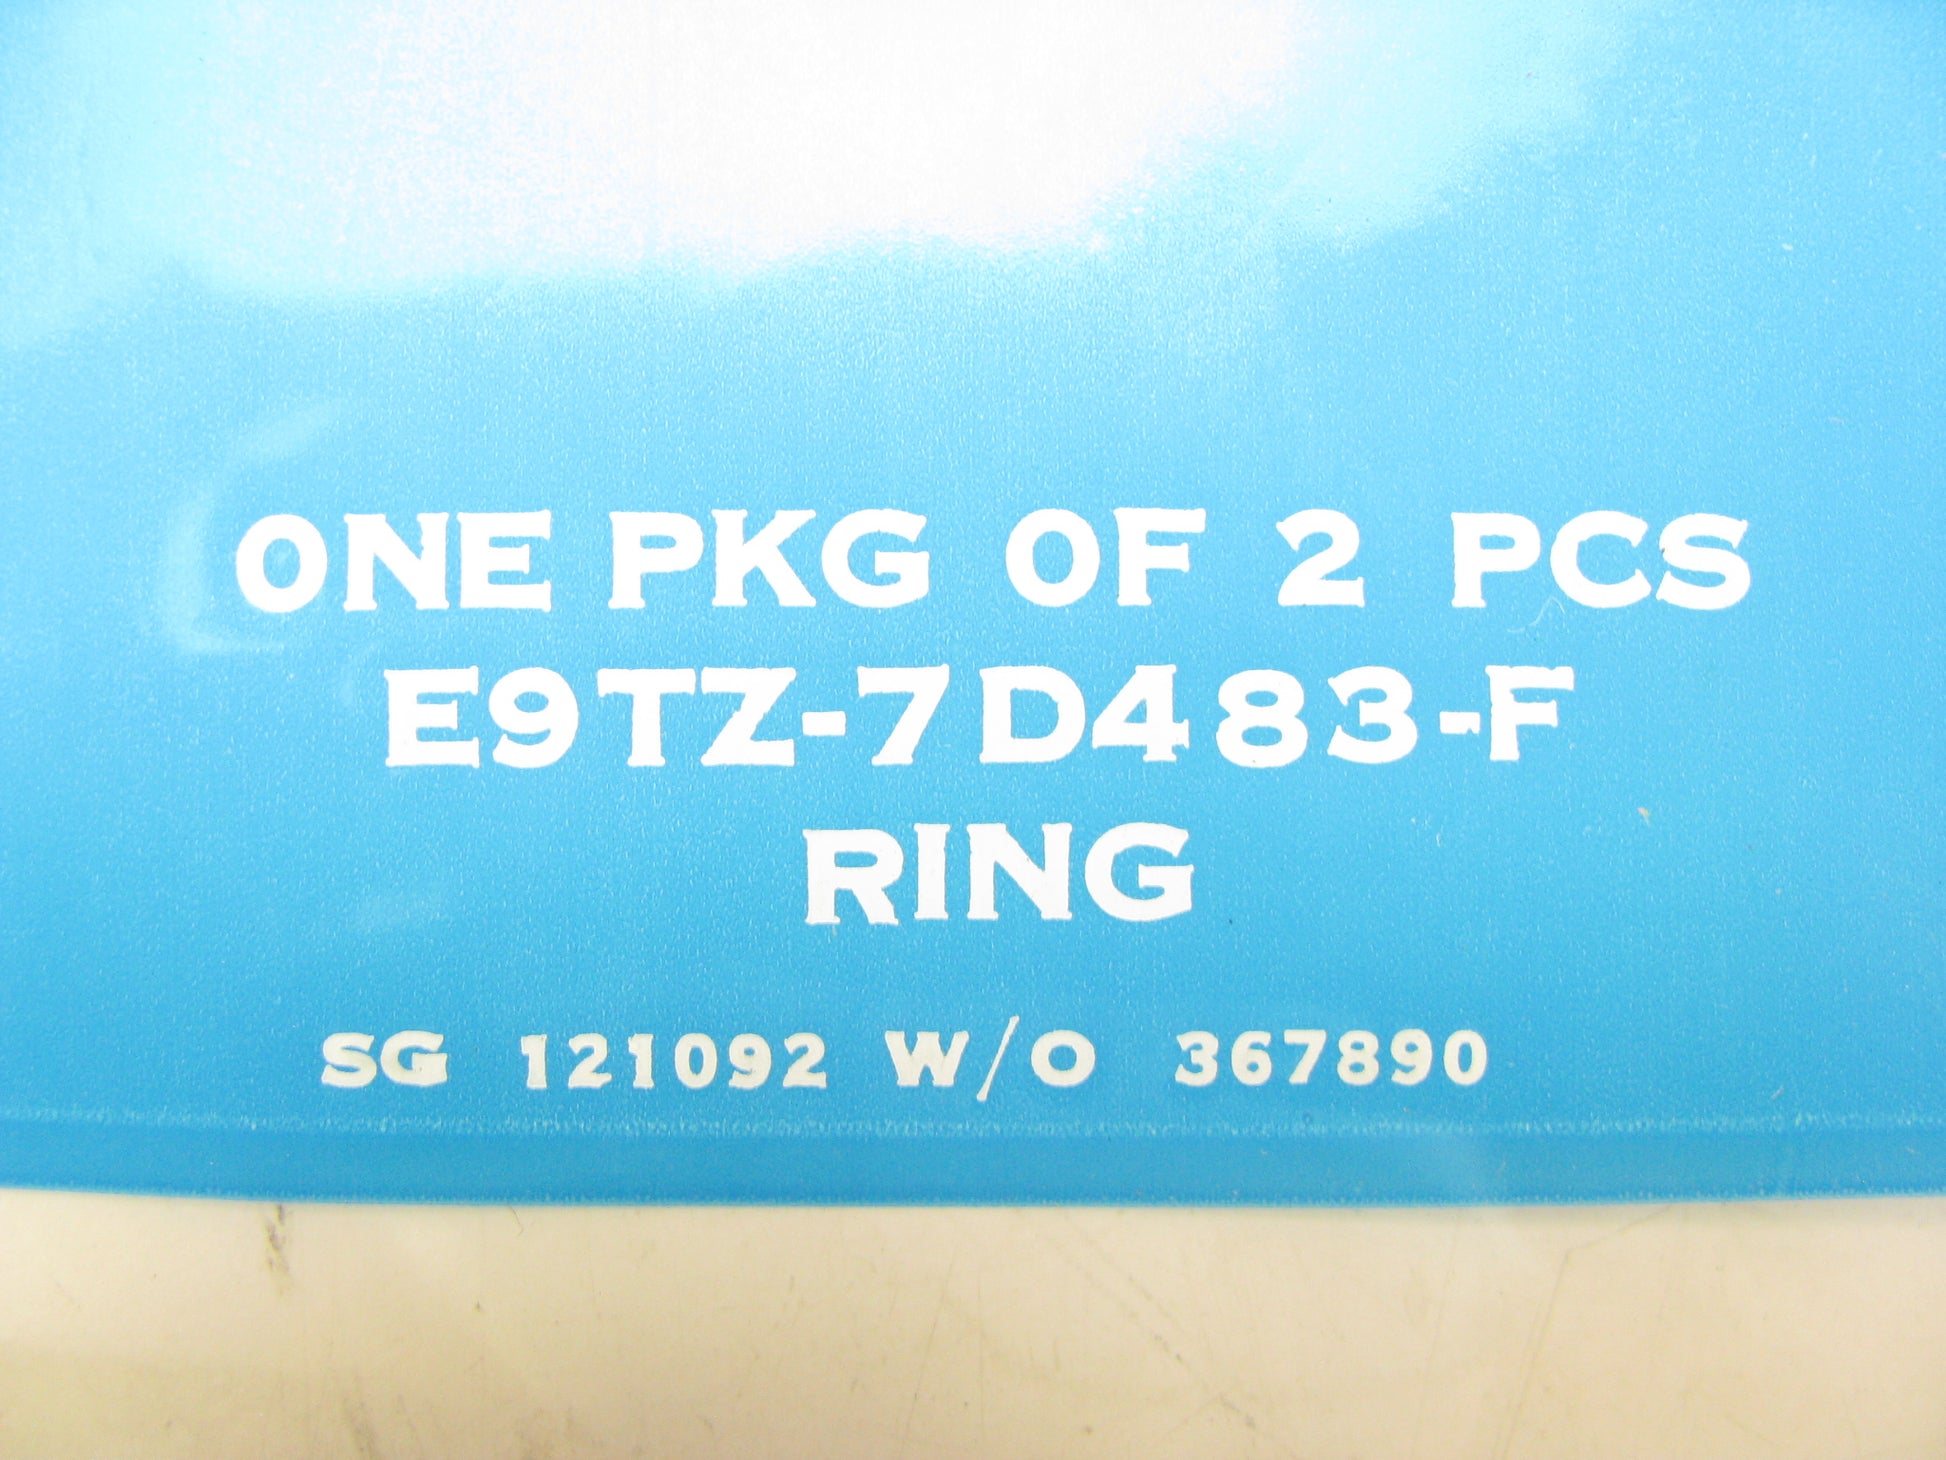 ONE PKG OF 2 PCS
E9TZ-7D483-F
RING
SG 121092 W/O 367890